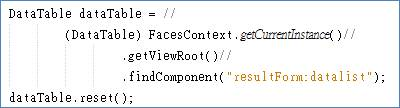 DataTable dataTable = //
(DataTable) FacesContext.getCurrentInstance()//
.getViewRoot()//
.findComponent("resultForm:datalist");
dataTable.reset();